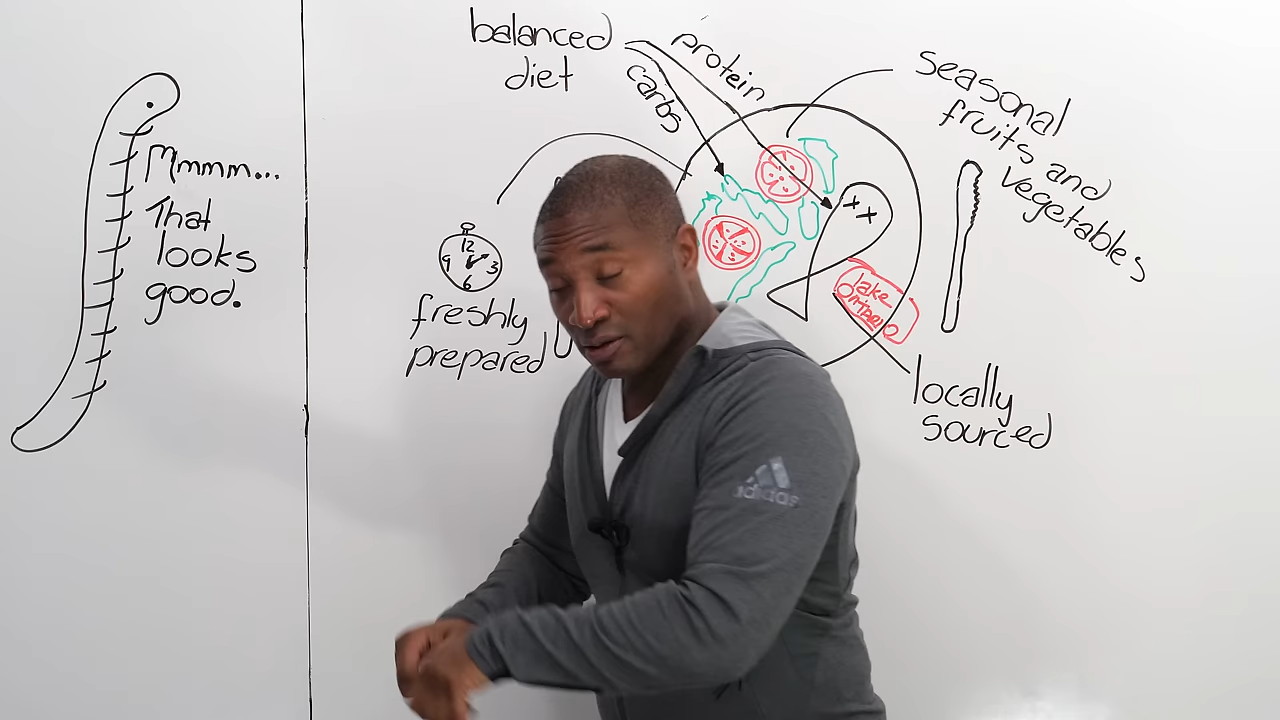 balanced
diet
protein
carbs
seasonal
fruits and
vegetables
Mmmm...
That
looks
good.
12
9 3
6
freshly
prepared
lake
Ontario
locally
sourced
adidas